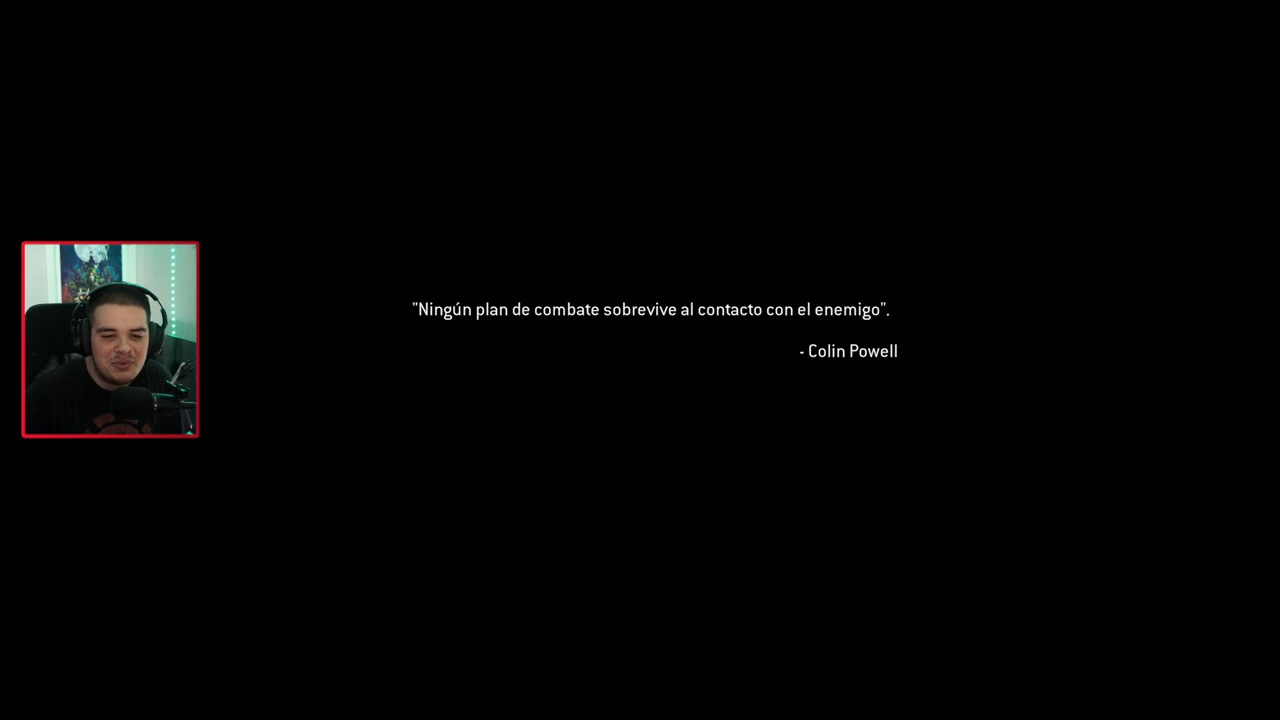 "Ningún plan de combate sobrevive al contacto con el enemigo".
- Colin Powell